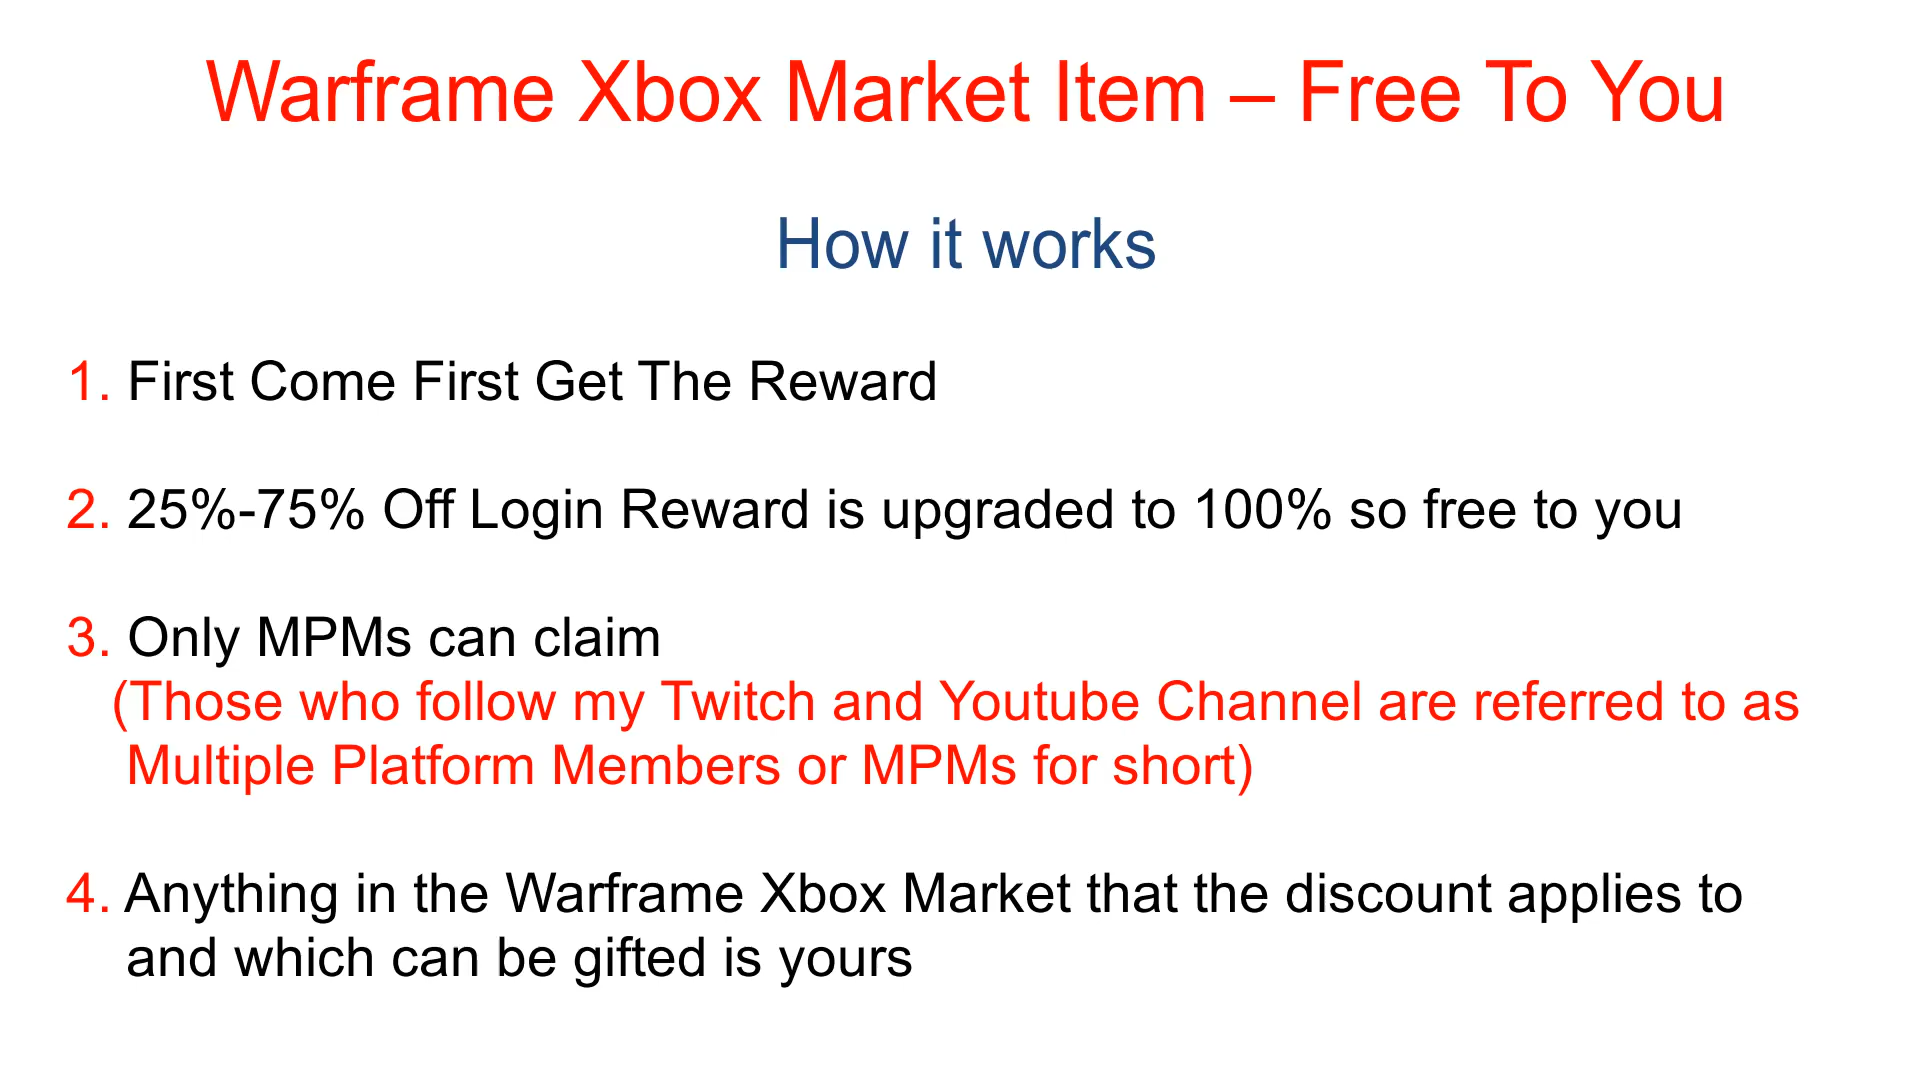 Warframe Xbox Market Item – Free To You
How it works
1. First Come First Get The Reward
2. 25%-75% Off Login Reward is upgraded to 100% so free to you
3. Only MPMs can claim
(Those who follow my Twitch and Youtube Channel are referred to as
Multiple Platform Members or MPMs for short)
4. Anything in the Warframe Xbox Market that the discount applies to
and which can be gifted is yours